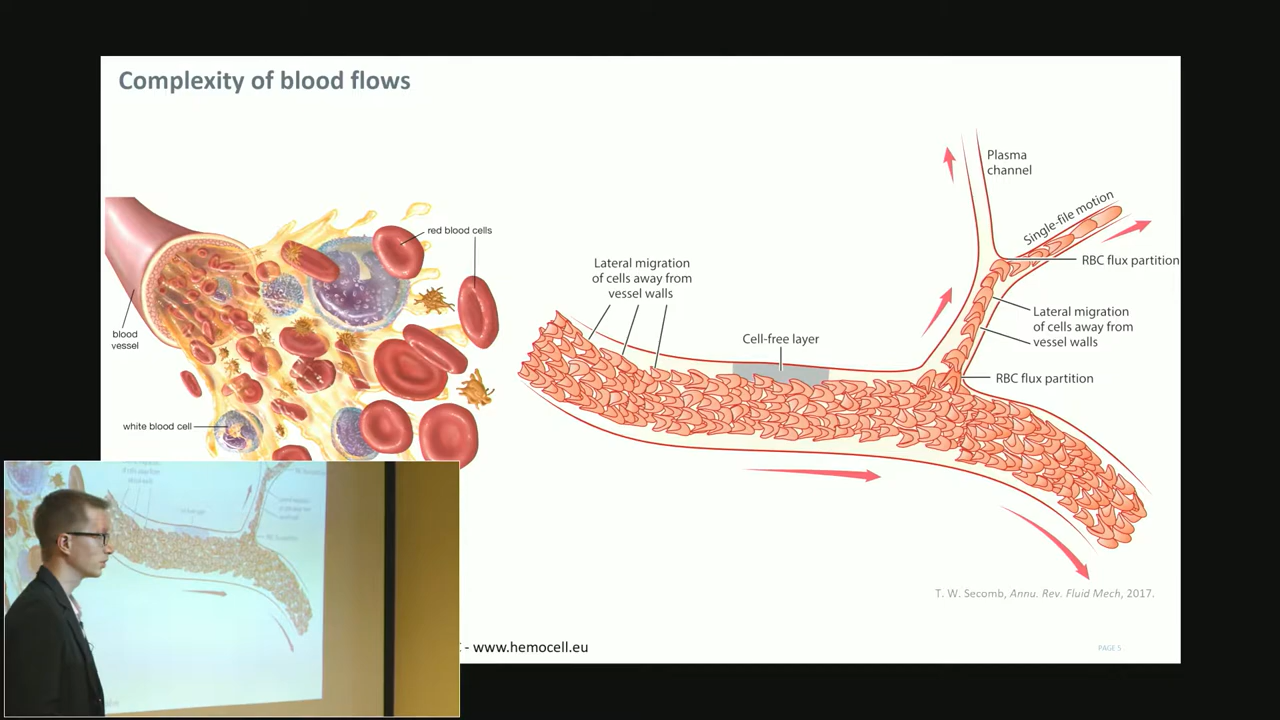 Complexity of blood flows
red blood cells
blood
vessel
white blood cell
Lateral migration
of cells away from
vessel walls
Cell-free layer
Plasma
channel
Single-file motion
RBC flux partition
Lateral migration
of cells away from
vessel walls
RBC flux partition
T. W. Secomb, Annu. Rev. Fluid Mech, 2017.
- www.hemocell.eu
PAGE 5